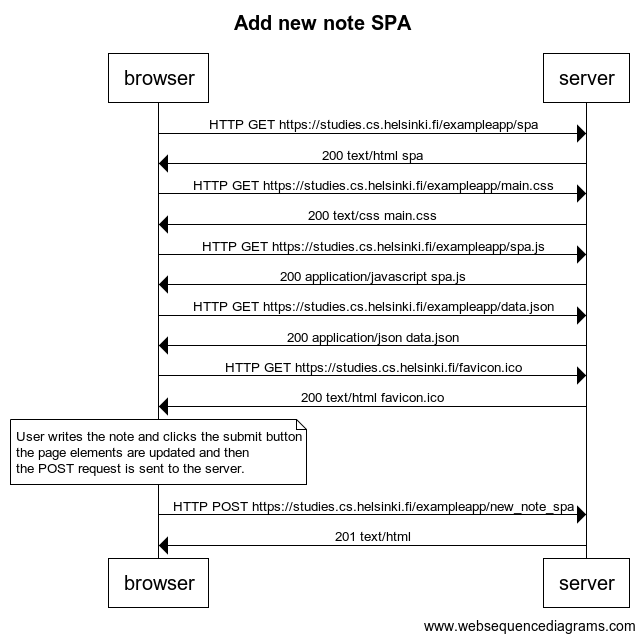 Add new note SPA
browser
server
HTTP GET https://studies.cs.helsinki.fi/exampleapp/spa
200 text/html spa
HTTP GET https://studies.cs.helsinki.fi/exampleapp/main.css
200 text/css main.css
HTTP GET https://studies.cs.helsinki.fi/exampleapp/spa.js
200 application/javascript spa.js
HTTP GET https://studies.cs.helsinki.fi/exampleapp/data.json
200 application/json data.json
HTTP GET https://studies.cs.helsinki.fi/favicon.ico
200 text/html favicon.ico
User writes the note and clicks the submit button
the page elements are updated and then
the POST request is sent to the server.
HTTP POST https://studies.cs.helsinki.fi/exampleapp/new_note_spa
201 text/html
browser
server
www.websequencediagrams.com